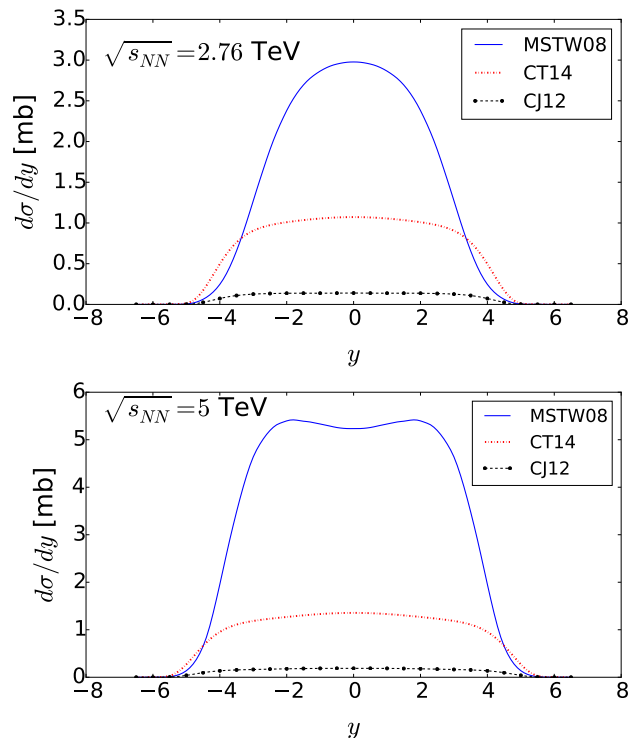 √s_NN = 2.76 TeV
MSTW08
CT14
CJ12
dσ/dy [mb]
3.5
3.0
2.5
2.0
1.5
1.0
0.5
0.0
−8 −6 −4 −2 0 2 4 6 8
y
√s_NN = 5 TeV
MSTW08
CT14
CJ12
dσ/dy [mb]
6
5
4
3
2
1
0
−8 −6 −4 −2 0 2 4 6 8
y